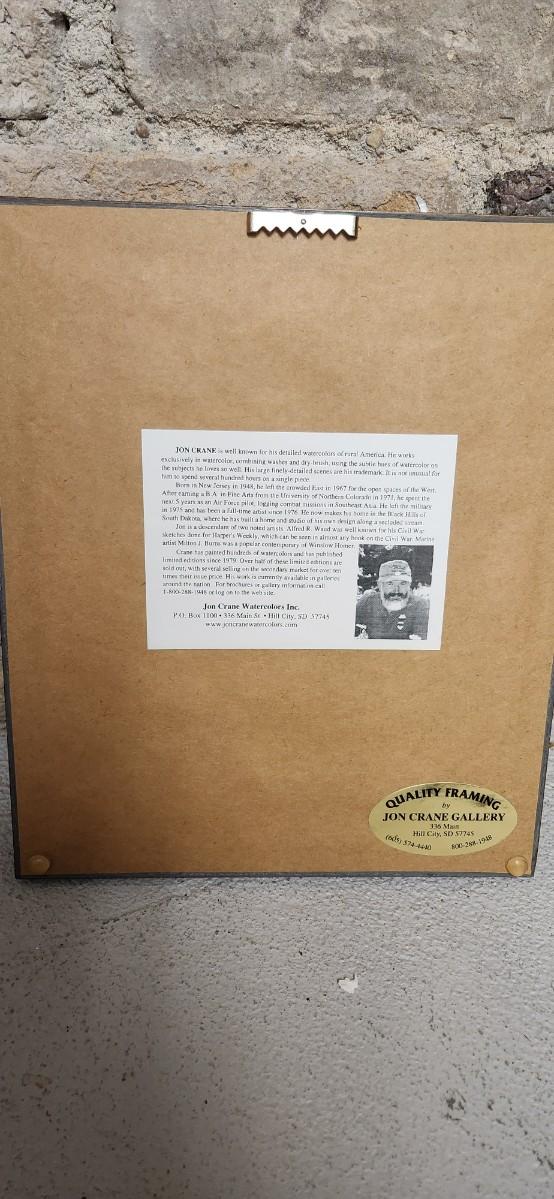 JON CRANE is well known for his detailed watercolors of rural America. He works
exclusively in watercolor, combining washes and dry-brush, using the subtle hues of watercolor on
the subjects he loves so well. His large finely-detailed scenes are his trademark. It is not unusual for
him to spend several hundred hours on a single piece.
Born in New Jersey in 1948, he left the crowded East in 1967 for the open spaces of the West.
After earning a B.A. in Fine Arts from the University of Northern Colorado in 1971, he spent the
next 5 years as an Air Force pilot, logging combat missions in Southeast Asia. He left the military
in 1975 and has been a full-time artist since 1976. He now makes his home in the Black Hills of
South Dakota, where he has built a home and studio of his own design along a secluded stream.
Jon is a descendant of two noted artists. Alfred R. Waud was well known for his Civil War
sketches done for Harper's Weekly, which can be seen in almost any book on the Civil War. Marine
artist Milton J. Burns was a popular contemporary of Winslow Homer.
Crane has painted hundreds of watercolors and has published
limited editions since 1979. Over half of these limited editions are
sold out, with several selling on the secondary market for over ten
times their issue price. His work is currently available in galleries
around the nation. For brochures or gallery information call
1-800-288-1948 or log on to the web site.
Jon Crane Watercolors Inc.
P.O. Box 1100 • 336 Main St. • Hill City, SD 57745
www.joncranewatercolors.com
QUALITY FRAMING
by
JON CRANE GALLERY
336 Main
Hill City, SD 57745
(605) 574-4440 800-288-1948